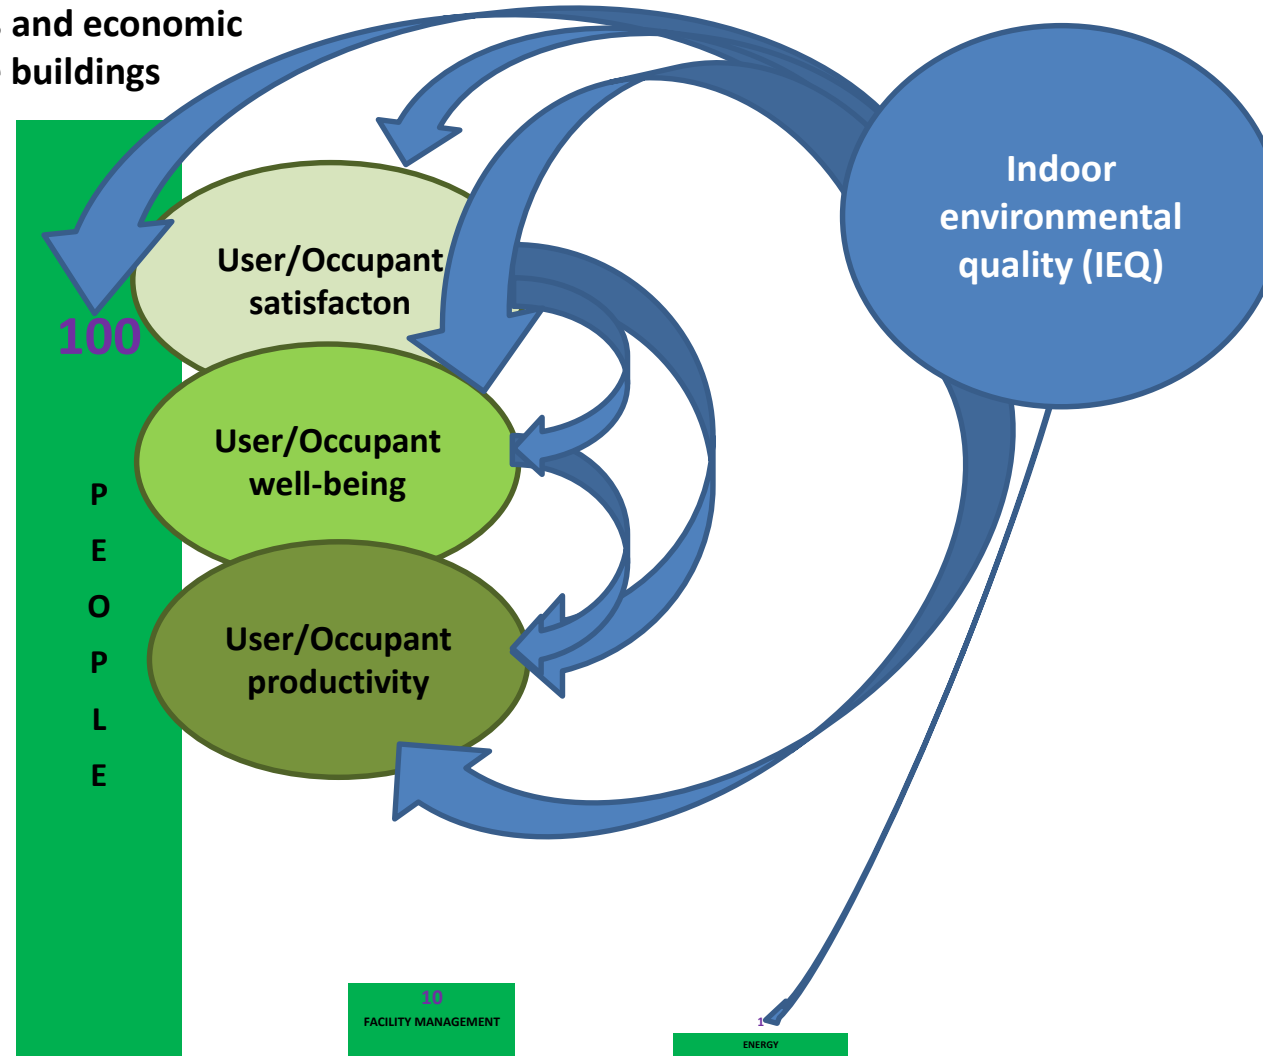 and economic
buildings
Indoor
environmental
quality (IEQ)
User/Occupant
satisfacton
100
User/Occupant
well-being
P
E
O
P
L
E
User/Occupant
productivity
10
FACILITY MANAGEMENT
1
ENERGY